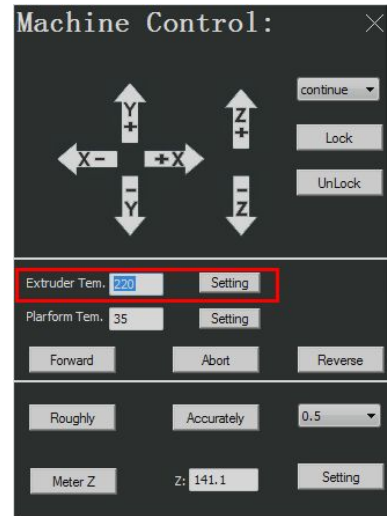 Machine Control:
continue
Y+
Z+
Lock
X-
+X
UnLock
-Y
-Z
Extruder Tem. 220 Setting
Plarform Tem. 35 Setting
Forward Abort Reverse
Roughly Accurately 0.5
Meter Z Z: 141.1 Setting